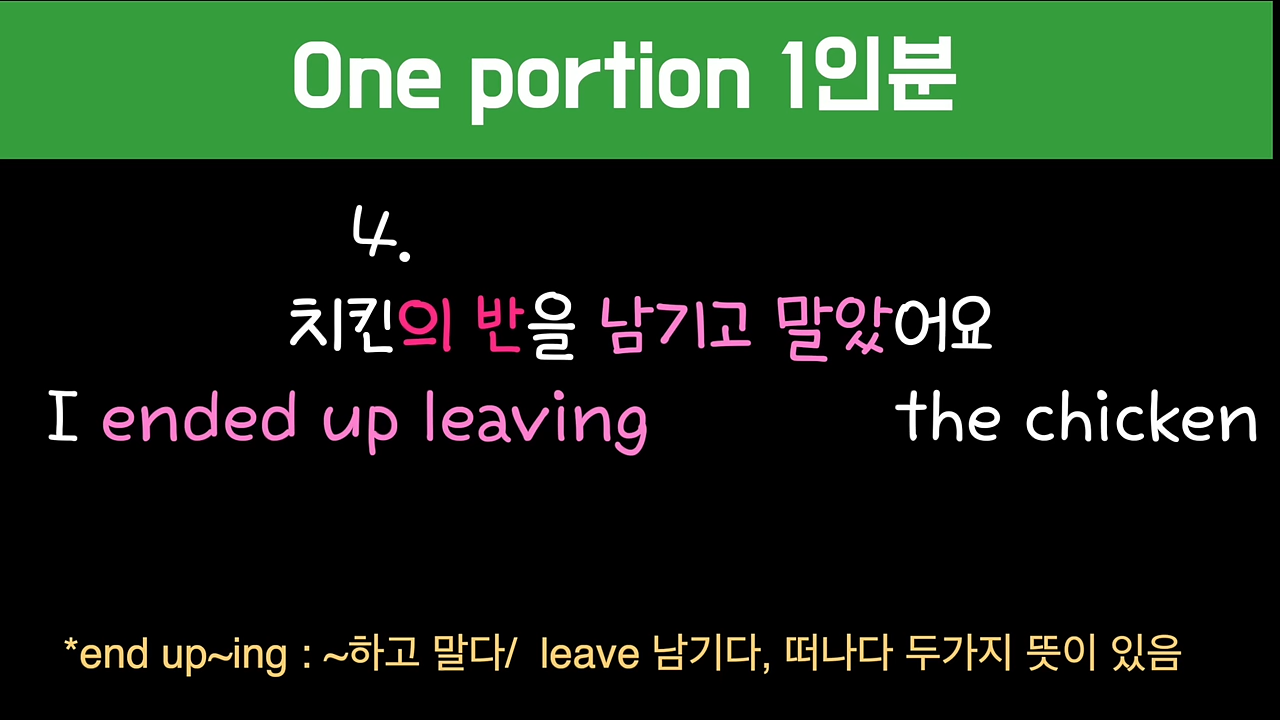 One portion 1인분
4.
치킨의 반을 남기고 말았어요
I ended up leaving the chicken
*end up~ing : ~하고 말다/ leave 남기다, 떠나다 두가지 뜻이 있음